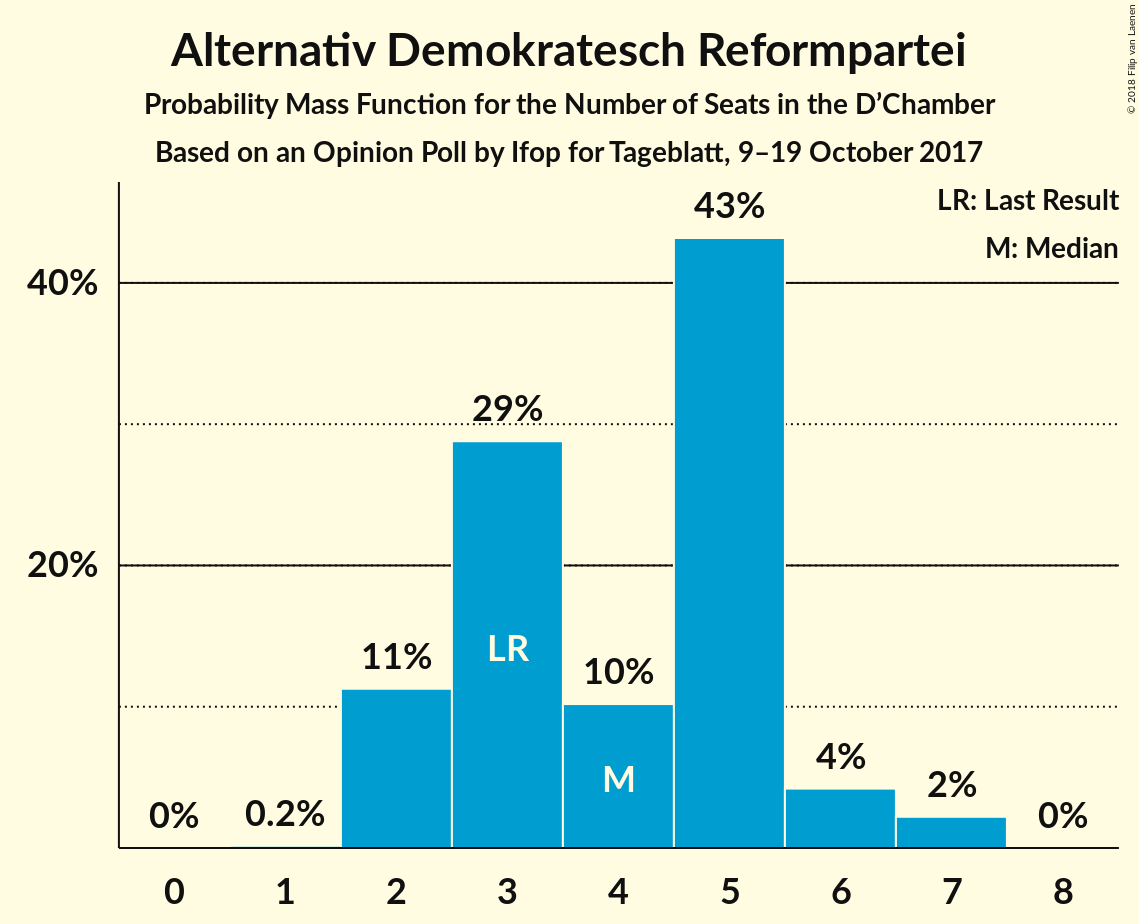 Alternativ Demokratesch Reformpartei
Probability Mass Function for the Number of Seats in the D’Chamber
Based on an Opinion Poll by Ifop for Tageblatt, 9–19 October 2017
© 2018 Filip van Laenen
LR: Last Result
M: Median
43%
40%
29%
20%
LR
11%
10%
M
4%
2%
0%
0.2%
0%
0 1 2 3 4 5 6 7 8